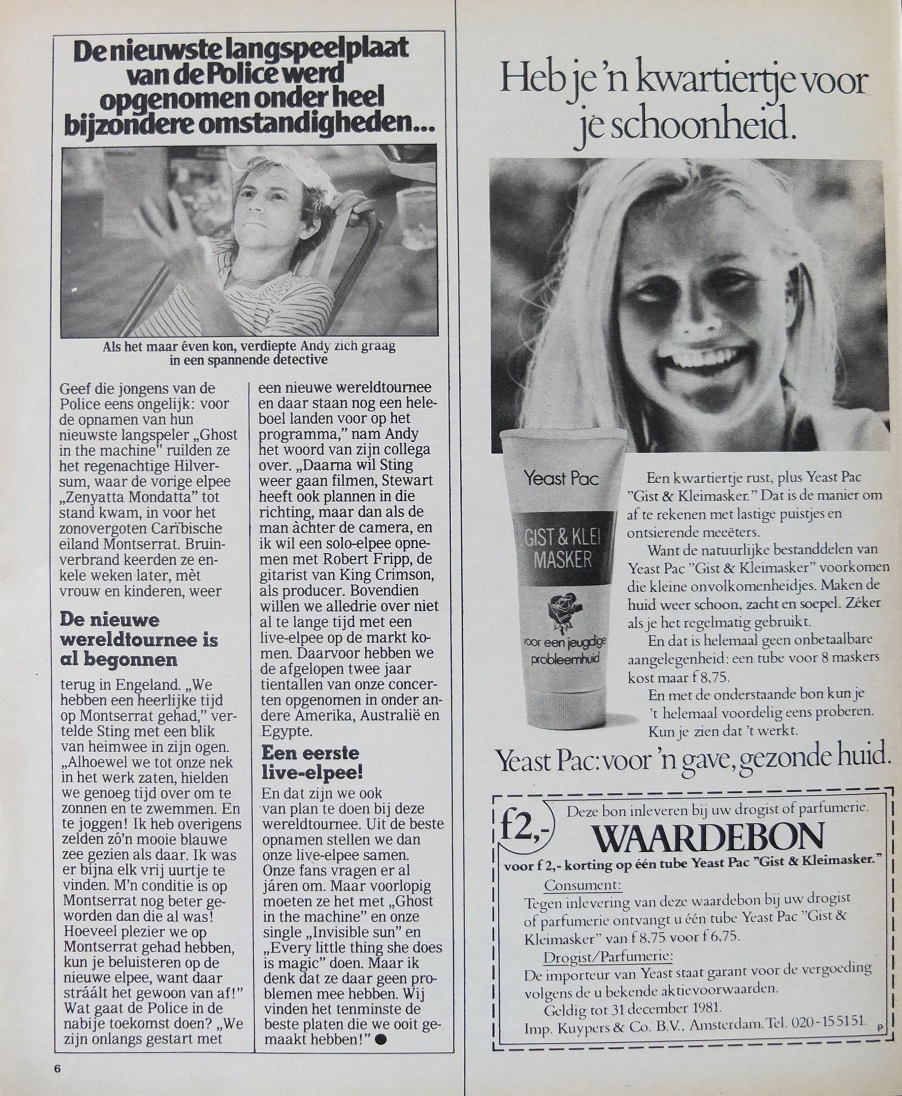 De nieuwste langspeelplaat
van de Police werd
opgenomen onder heel
bijzondere omstandigheden...
Als het maar éven kon, verdiepte Andy zich graag
in een spannende detective
Geef die jongens van de
Police eens ongelijk: voor
de opnamen van hun
nieuwste langspeler „Ghost
in the machine” ruilden ze
het regenachtige Hilver-
sum, waar de vorige elpee
„Zenyatta Mondatta” tot
stand kwam, in voor het
zonovergoten Caríbische
eiland Montserrat. Bruin-
verbrand keerden ze en-
kele weken later, mèt
vrouw en kinderen, weer
De nieuwe
wereldtournee is
al begonnen
terug in Engeland. „We
hebben een heerlijke tijd
op Montserrat gehad,” ver-
telde Sting met een blik
van heimwee in zijn ogen.
„Alhoewel we tot onze nek
in het werk zaten, hielden
we genoeg tijd over om te
zonnen en te zwemmen. En
te joggen! Ik heb overigens
zelden zó’n mooie blauwe
zee gezien als daar. Ik was
er bijna elk vrij uurtje te
vinden. M’n conditie is op
Montserrat nog beter ge-
worden dan die al was!
Hoeveel plezier we op
Montserrat gehad hebben,
kun je beluisteren op de
nieuwe elpee, want daar
stráált het gewoon van af!”
Wat gaat de Police in de
nabije toekomst doen? „We
zijn onlangs gestart met
een nieuwe wereldtournee
en daar staan nog een hele-
boel landen voor op het
programma,” nam Andy
het woord van zijn collega
over. „Daarna wil Sting
weer gaan filmen, Stewart
heeft ook plannen in die
richting, maar dan als de
man àchter de camera, en
ik wil een solo-elpee opne-
men met Robert Fripp, de
gitarist van King Crimson,
als producer. Bovendien
willen we alledrie over niet
al te lange tijd met een
live-elpee op de markt ko-
men. Daarvoor hebben we
de afgelopen twee jaar
tientallen van onze concer-
ten opgenomen in onder an-
dere Amerika, Australië en
Egypte.
Een eerste
live-elpee!
En dat zijn we ook
van plan te doen bij deze
wereldtournee. Uit de beste
opnamen stellen we dan
onze live-elpee samen.
Onze fans vragen er al
járen om. Maar voorlopig
moeten ze het met „Ghost
in the machine” en onze
single „Invisible sun” en
„Every little thing she does
is magic” doen. Maar ik
denk dat ze daar geen pro-
blemen mee hebben. Wij
vinden het tenminste de
beste platen die we ooit ge-
maakt hebben!” ●
6
Heb je ’n kwartiertje voor
je schoonheid.
Yeast Pac
GIST & KLEI
MASKER
voor een jeugdige
probleemhuid
Een kwartiertje rust, plus Yeast Pac
”Gist & Kleimasker.” Dat is de manier om
af te rekenen met lastige puistjes en
ontsierende meeëters.
Want de natuurlijke bestanddelen van
Yeast Pac ”Gist & Kleimasker” voorkomen
die kleine onvolkomenheidjes. Maken de
huid weer schoon, zacht en soepel. Zéker
als je het regelmatig gebruikt.
En dat is helemaal geen onbetaalbare
aangelegenheid: een tube voor 8 maskers
kost maar f 8,75.
En met de onderstaande bon kun je
’t helemaal voordelig eens proberen.
Kun je zien dat ’t werkt.
Yeast Pac: voor ’n gave, gezonde huid.
f2,-
Deze bon inleveren bij uw drogist of parfumerie.
WAARDEBON
voor f 2,- korting op één tube Yeast Pac ”Gist & Kleimasker.”
Consument:
Tegen inlevering van deze waardebon bij uw drogist
of parfumerie ontvangt u één tube Yeast Pac ”Gist &
Kleimasker” van f 8,75 voor f 6,75.
Drogist/Parfumerie:
De importeur van Yeast staat garant voor de vergoeding
volgens de u bekende aktievoorwaarden.
Geldig tot 31 december 1981.
Imp. Kuypers & Co. B.V., Amsterdam. Tel. 020-155151.
P